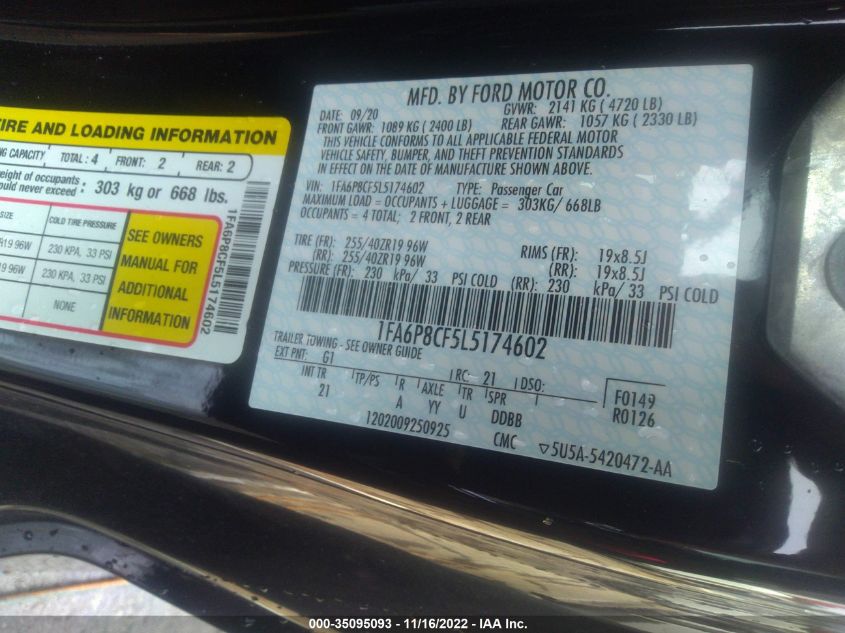 TIRE AND LOADING INFORMATION
CAPACITY TOTAL: 4 FRONT: 2 REAR: 2
weight of occupants
should never exceed: 303 kg or 668 lbs.
SIZE COLD TIRE PRESSURE
ZR19 96W 230 KPA, 33 PSI
19 96W 230 KPA, 33 PSI
NONE
SEE OWNERS
MANUAL FOR
ADDITIONAL
INFORMATION
1FA6P8CF5L5174602
MFD. BY FORD MOTOR CO.
DATE: 09/20 GVWR: 2141 KG ( 4720 LB)
FRONT GAWR: 1089 KG ( 2400 LB) REAR GAWR: 1057 KG ( 2330 LB)
THIS VEHICLE CONFORMS TO ALL APPLICABLE FEDERAL MOTOR
VEHICLE SAFETY, BUMPER, AND THEFT PREVENTION STANDARDS
IN EFFECT ON THE DATE OF MANUFACTURE SHOWN ABOVE.
VIN: 1FA6P8CF5L5174602 TYPE: Passenger Car
MAXIMUM LOAD = OCCUPANTS + LUGGAGE = 303KG/ 668LB
OCCUPANTS = 4 TOTAL; 2 FRONT, 2 REAR
TIRE (FR): 255/40ZR19 96W RIMS (FR): 19x8.5J
(RR): 255/40ZR19 96W (RR): 19x8.5J
PRESSURE (FR): 230 kPa/ 33 PSI COLD (RR): 230 kPa/ 33 PSI COLD
1FA6P8CF5L5174602
TRAILER TOWING - SEE OWNER GUIDE
EXT PNT: G1 RC: 21 DSO:
INT TR TP/PS R AXLE TR SPR F0149
21 A YY U DDBB R0126
1202009250925 CMC ▽5U5A-5420472-AA
000-35095093 - 11/16/2022 - IAA Inc.